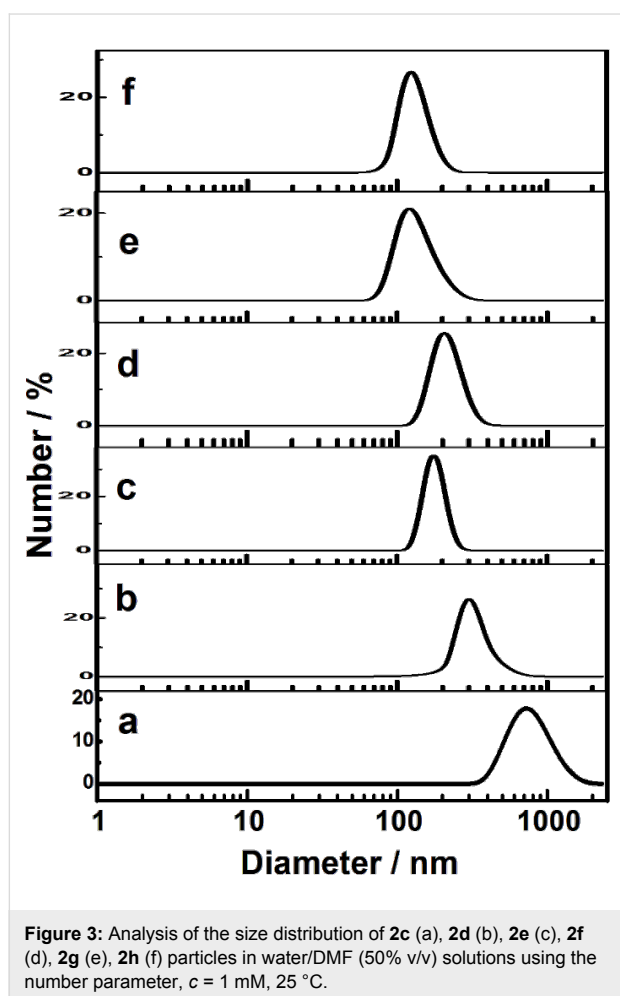 20
f
0
20
e
0
20
d
0
20
c
0
20
b
0
20
a
10
0
1 10 100 1000
Number / %
Diameter / nm
Figure 3: Analysis of the size distribution of 2c (a), 2d (b), 2e (c), 2f
(d), 2g (e), 2h (f) particles in water/DMF (50% v/v) solutions using the
number parameter, c = 1 mM, 25 °C.